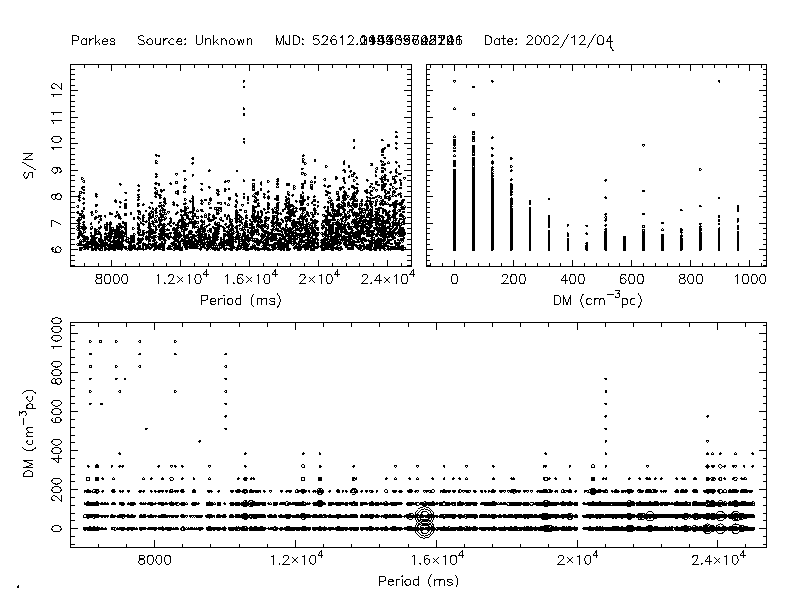 Parkes Source: Unknown MJD: Date: 2002/12/04
12
11
10
9
8
7
6
S/N
8000 1.2×10⁴ 1.6×10⁴ 2×10⁴ 2.4×10⁴
Period (ms)
0 200 400 600 800 1000
DM (cm⁻³pc)
1000
800
600
400
200
0
DM (cm⁻³pc)
8000 1.2×10⁴ 1.6×10⁴ 2×10⁴ 2.4×10⁴
Period (ms)